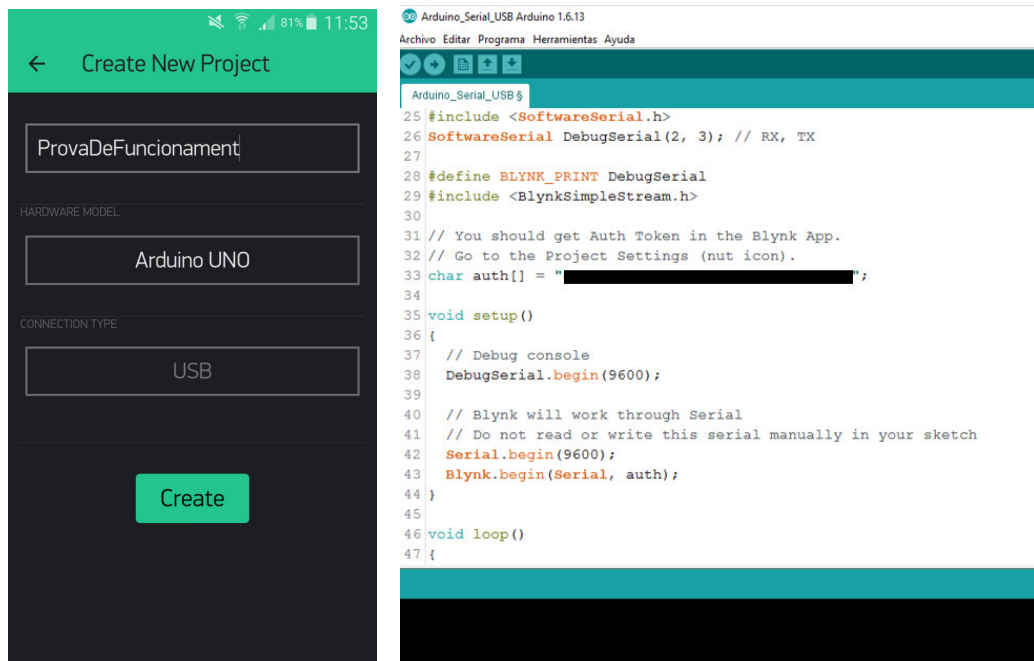 81% 11:53
← Create New Project
ProvaDeFuncionament
HARDWARE MODEL
Arduino UNO
CONNECTION TYPE
USB
Create
Arduino_Serial_USB Arduino 1.6.13
Archivo Editar Programa Herramientas Ayuda
Arduino_Serial_USB §
25 #include <SoftwareSerial.h>
26 SoftwareSerial DebugSerial(2, 3); // RX, TX
27
28 #define BLYNK_PRINT DebugSerial
29 #include <BlynkSimpleStream.h>
30
31 // You should get Auth Token in the Blynk App.
32 // Go to the Project Settings (nut icon).
33 char auth[] = "";
34
35 void setup()
36 {
37   // Debug console
38   DebugSerial.begin(9600);
39
40   // Blynk will work through Serial
41   // Do not read or write this serial manually in your sketch
42   Serial.begin(9600);
43   Blynk.begin(Serial, auth);
44 }
45
46 void loop()
47 {